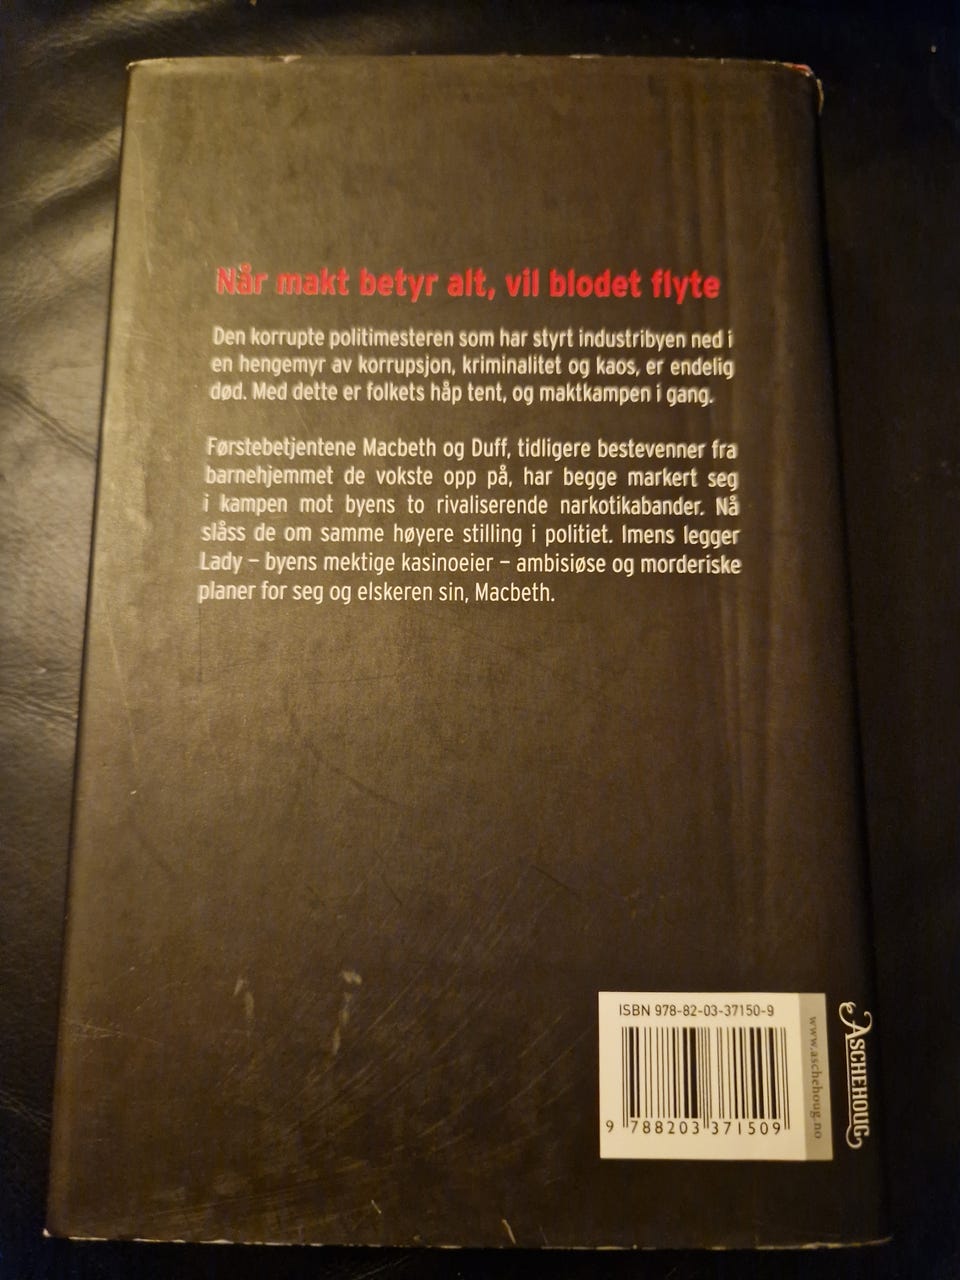 Når makt betyr alt, vil blodet flyte
Den korrupte politimesteren som har styrt industribyen ned i
en hengemyr av korrupsjon, kriminalitet og kaos, er endelig
død. Med dette er folkets håp tent, og maktkampen i gang.
Førstebetjentene Macbeth og Duff, tidligere bestevenner fra
barnehjemmet de vokste opp på, har begge markert seg
i kampen mot byens to rivaliserende narkotikabander. Nå
slåss de om samme høyere stilling i politiet. Imens legger
Lady – byens mektige kasinoeier – ambisiøse og morderiske
planer for seg og elskeren sin, Macbeth.
ISBN 978-82-03-37150-9
9 788203 371509
www.aschehoug.no
ASCHEHOUG